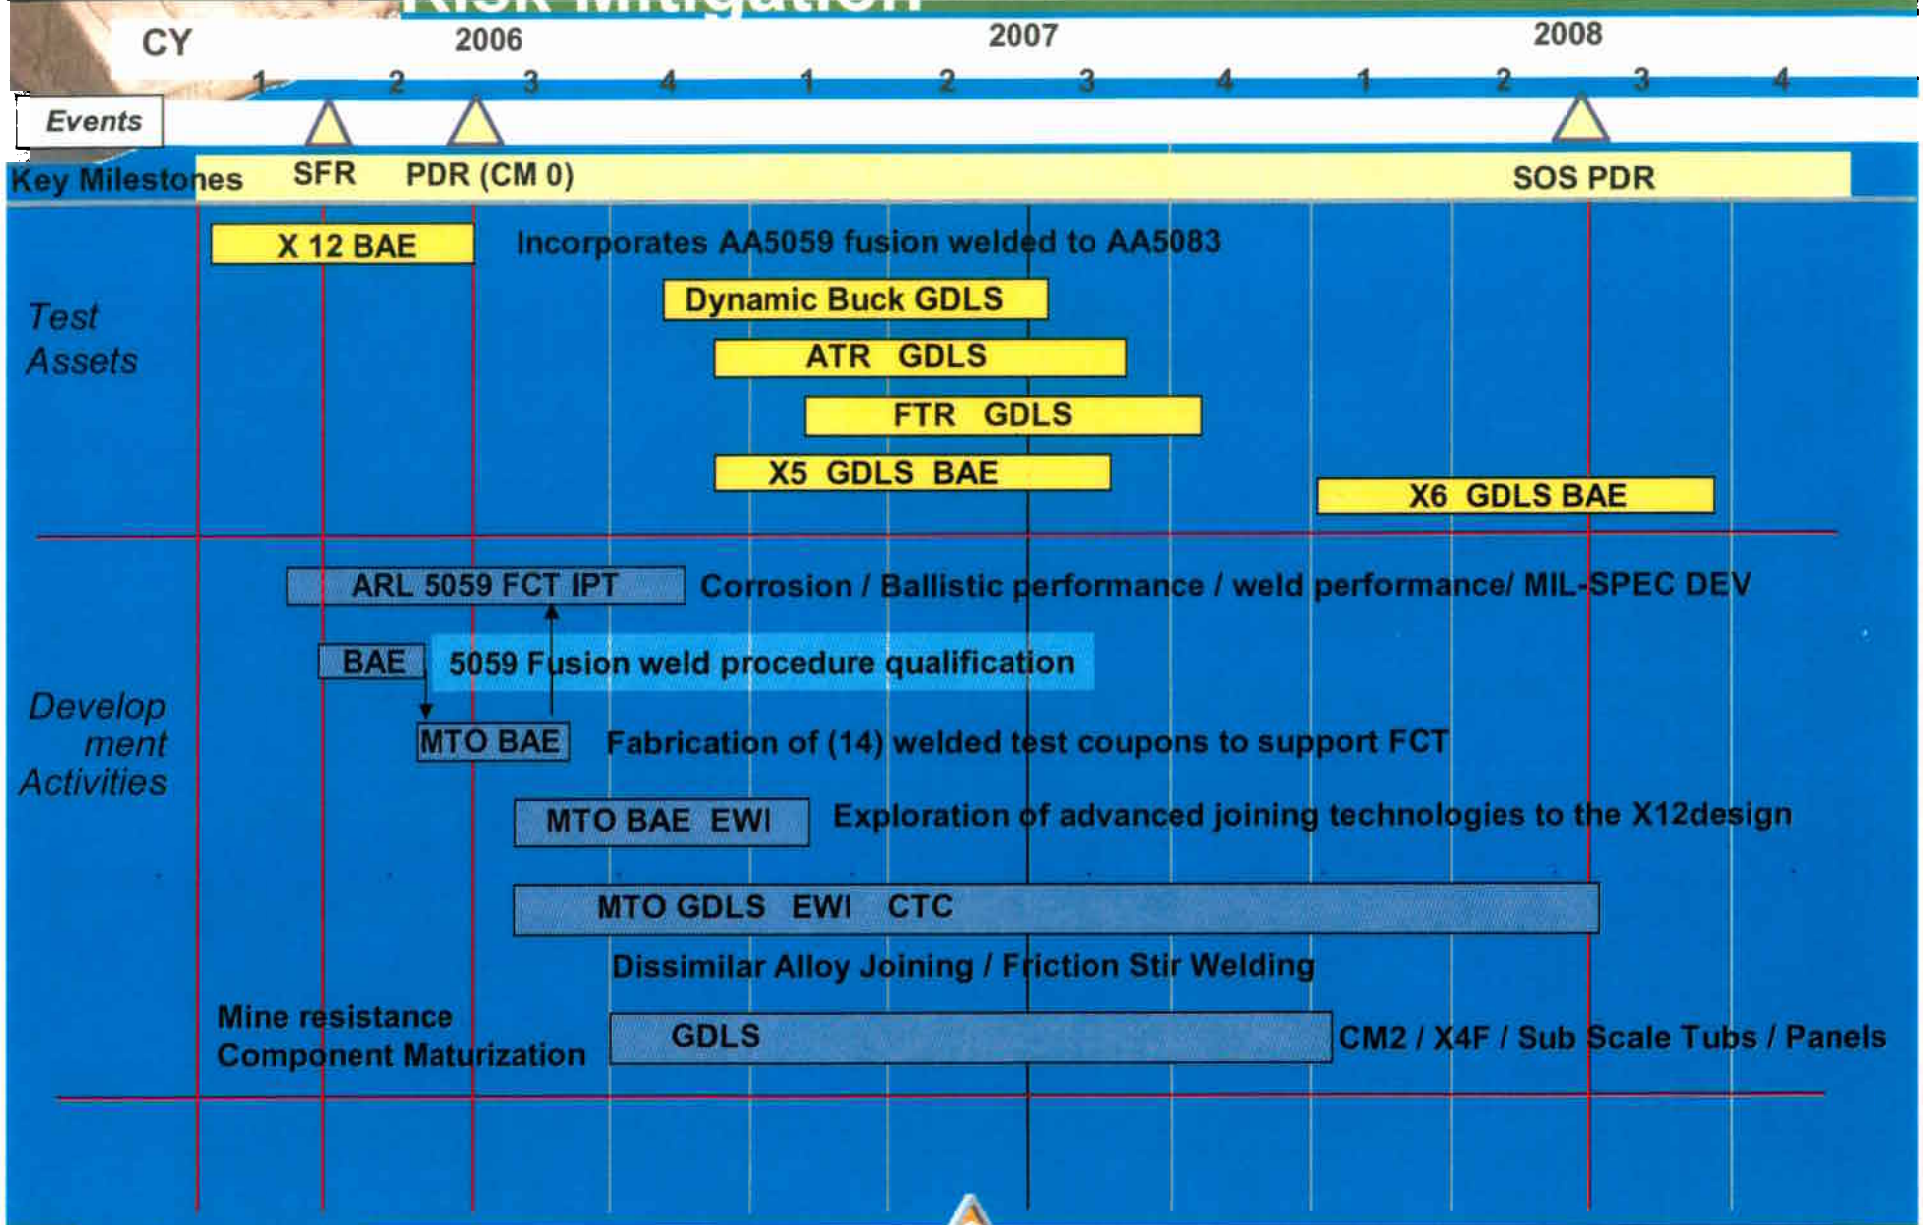 Risk Mitigation
CY 2006 2007 2008
1 2 3 4 1 2 3 4 1 2 3 4
Events
Key Milestones SFR PDR (CM 0) SOS PDR
X 12 BAE Incorporates AA5059 fusion welded to AA5083
Test
Assets
Dynamic Buck GDLS
ATR GDLS
FTR GDLS
X5 GDLS BAE
X6 GDLS BAE
ARL 5059 FCT IPT Corrosion / Ballistic performance / weld performance/ MIL-SPEC DEV
BAE 5059 Fusion weld procedure qualification
Develop
ment
Activities
MTO BAE Fabrication of (14) welded test coupons to support FCT
MTO BAE EWI Exploration of advanced joining technologies to the X12design
MTO GDLS EWI CTC
Dissimilar Alloy Joining / Friction Stir Welding
Mine resistance
Component Maturization
GDLS CM2 / X4F / Sub Scale Tubs / Panels